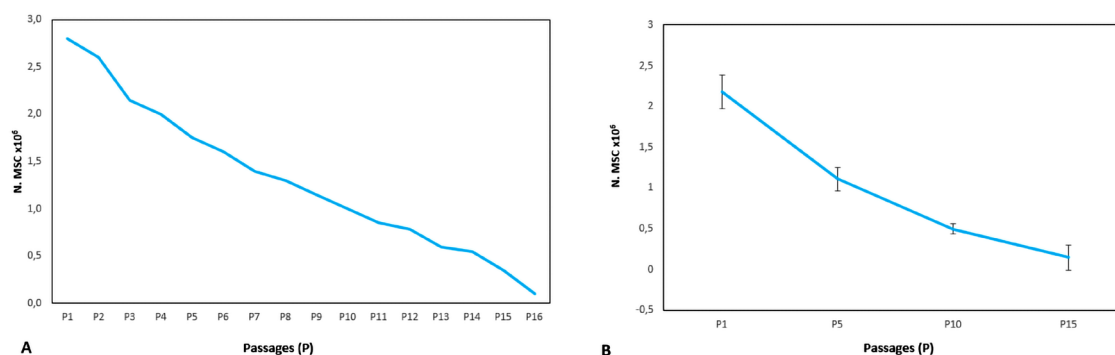 3,0
2,5
2,0
1,5
1,0
0,5
0,0
N. MSC x10⁶
P1 P2 P3 P4 P5 P6 P7 P8 P9 P10 P11 P12 P13 P14 P15 P16
Passages (P)
A
3
2,5
2
1,5
1
0,5
0
-0,5
N. MSC x10⁶
P1 P5 P10 P15
Passages (P)
B